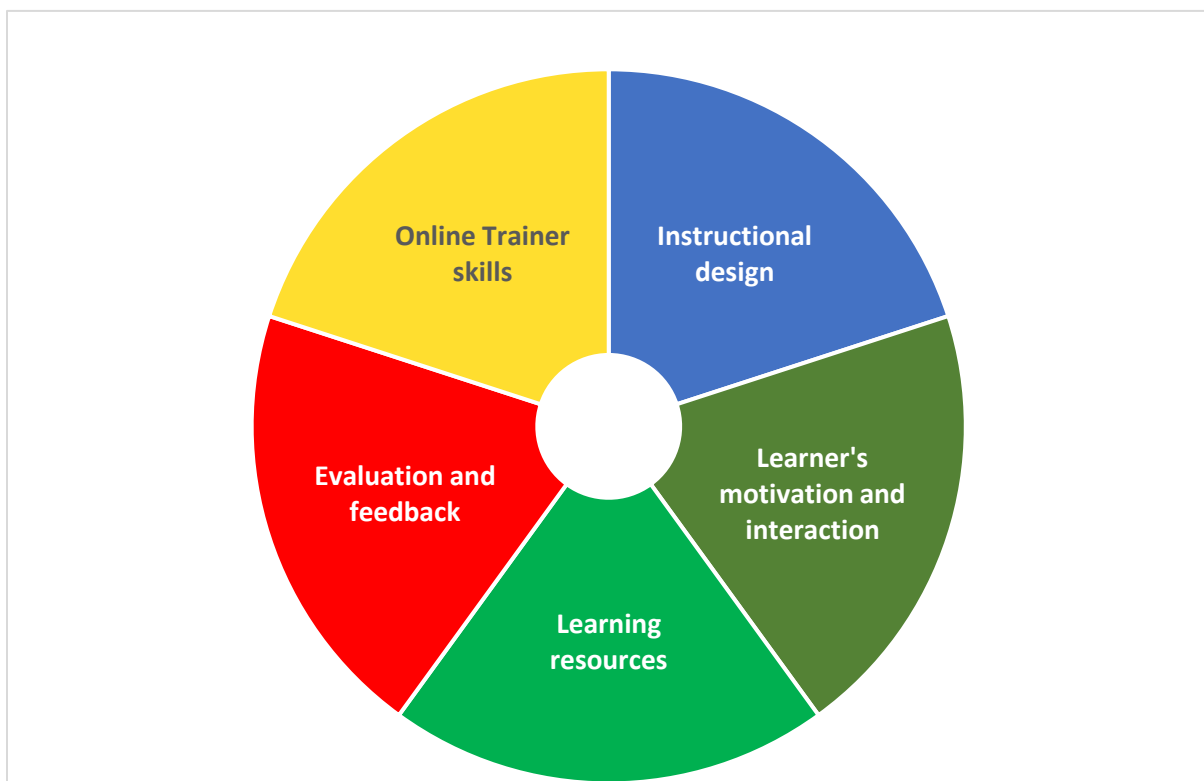 Online Trainer
skills
Instructional
design
Evaluation and
feedback
Learner's
motivation and
interaction
Learning
resources